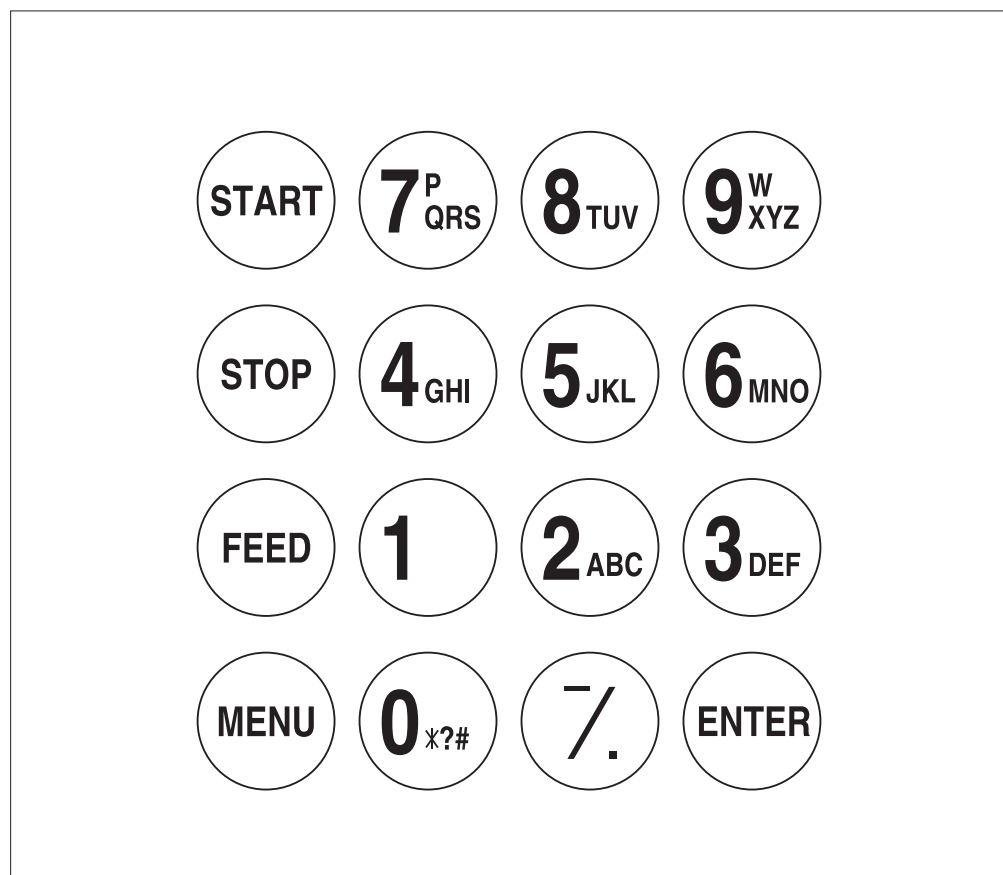 START 7 P QRS 8 TUV 9 W XYZ
STOP 4 GHI 5 JKL 6 MNO
FEED 1 2 ABC 3 DEF
MENU 0 *?# -/. ENTER